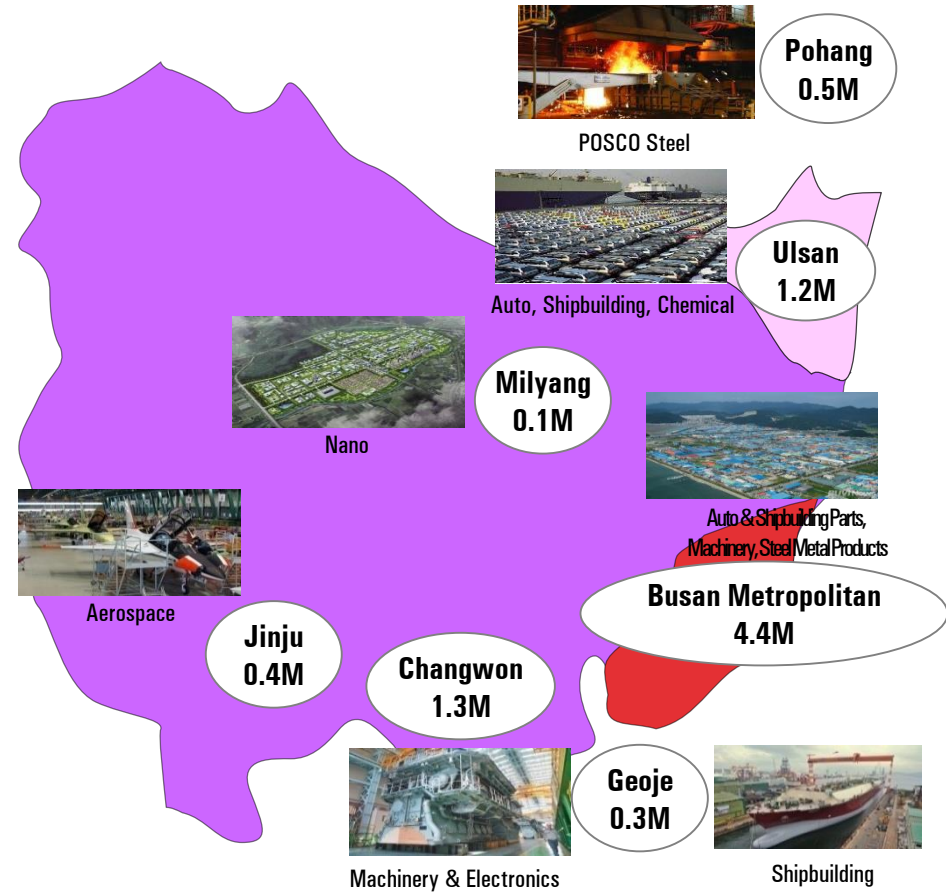 Pohang
0.5M
POSCO Steel
Ulsan
1.2M
Auto, Shipbuilding, Chemical
Milyang
0.1M
Nano
Auto & Shipbuilding Parts,
Machinery, Steel Metal Products
Aerospace
Busan Metropolitan
4.4M
Jinju
0.4M
Changwon
1.3M
Geoje
0.3M
Machinery & Electronics
Shipbuilding